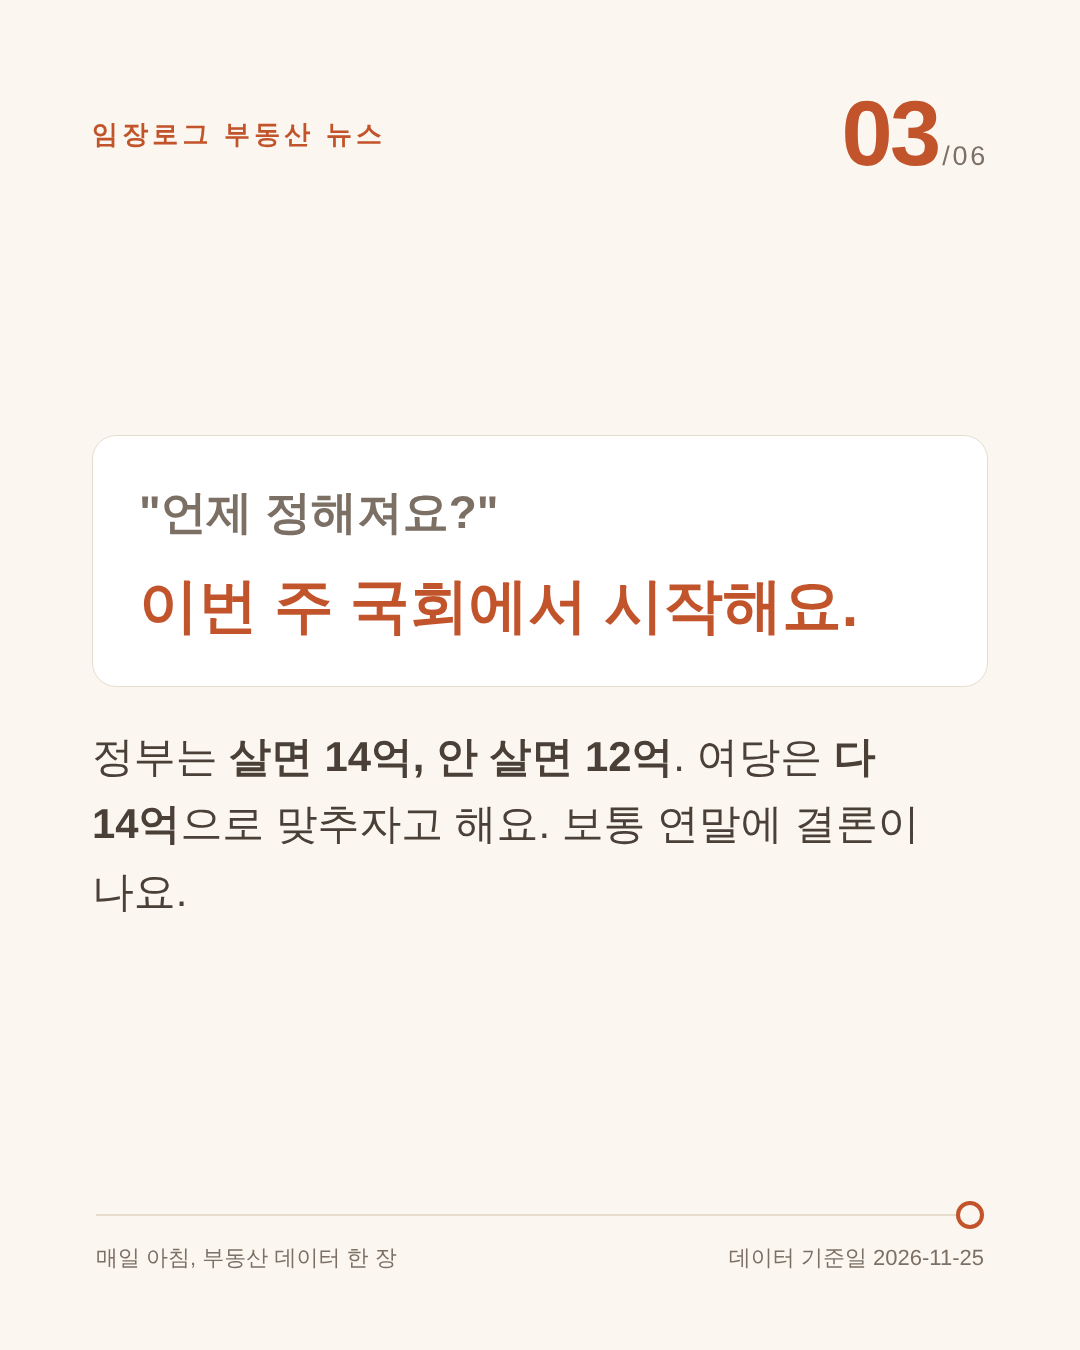 임장로그 부동산 뉴스
03/06
"언제 정해져요?"
이번 주 국회에서 시작해요.
정부는 살면 14억, 안 살면 12억. 여당은 다
14억으로 맞추자고 해요. 보통 연말에 결론이
나요.
매일 아침, 부동산 데이터 한 장
데이터 기준일 2026-11-25